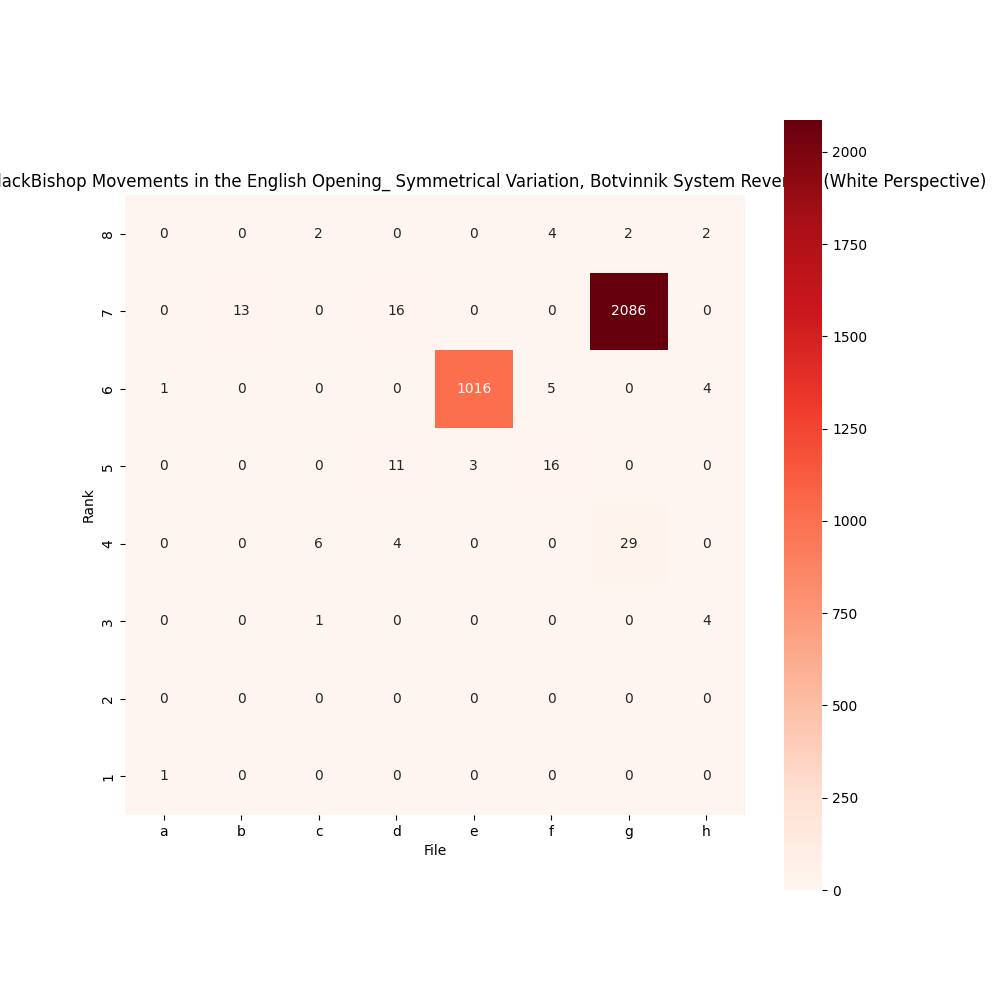 lackBishop Movements in the English Opening_ Symmetrical Variation, Botvinnik System (White Perspective)
8 0 0 2 0 0 4 2 2
7 0 13 0 16 0 0 2086 0
6 1 0 0 0 1016 5 0 4
5 0 0 0 11 3 16 0 0
Rank
4 0 0 6 4 0 0 29 0
3 0 0 1 0 0 0 0 4
2 0 0 0 0 0 0 0 0
1 1 0 0 0 0 0 0 0
a b c d e f g h
File
2000
1750
1500
1250
1000
750
500
250
0